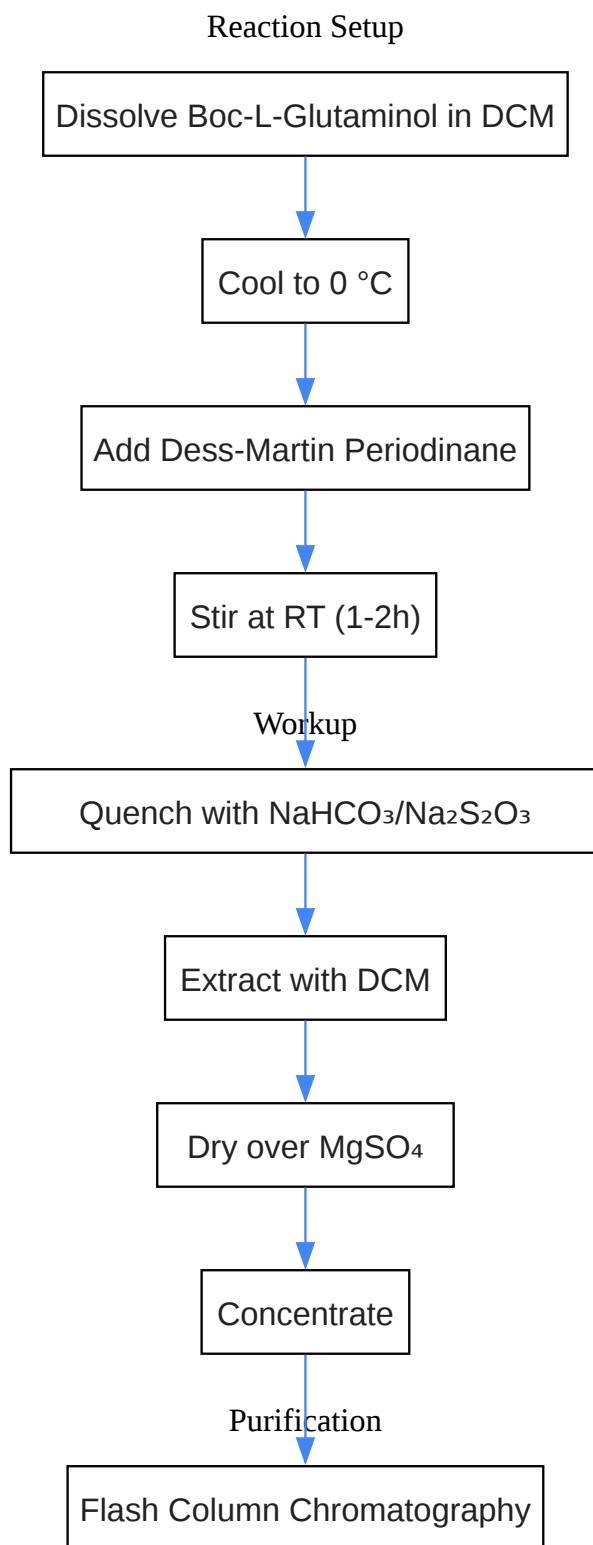 Reaction Setup
Dissolve Boc-L-Glutaminol in DCM
Cool to 0 °C
Add Dess-Martin Periodinane
Stir at RT (1-2h)
Workup
Quench with NaHCO₃/Na₂S₂O₃
Extract with DCM
Dry over MgSO₄
Concentrate
Purification
Flash Column Chromatography